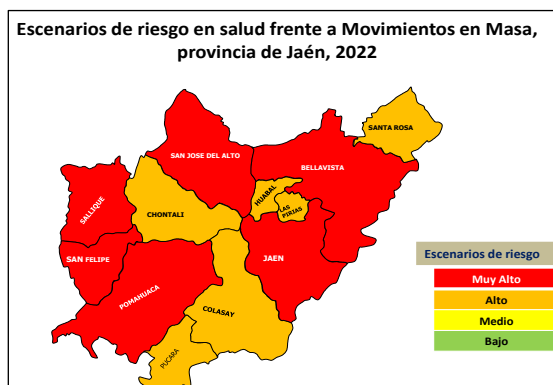 Escenarios de riesgo en salud frente a Movimientos en Masa,
provincia de Jaén, 2022
SANTA ROSA
SAN JOSE DEL ALTO
BELLAVISTA
HUABAL
SALLIQUE
CHONTALI
LAS
PIRIAS
SAN FELIPE
JAEN
POMAHUACA
COLASAY
PUCARÁ
Escenarios de riesgo
Muy Alto
Alto
Medio
Bajo